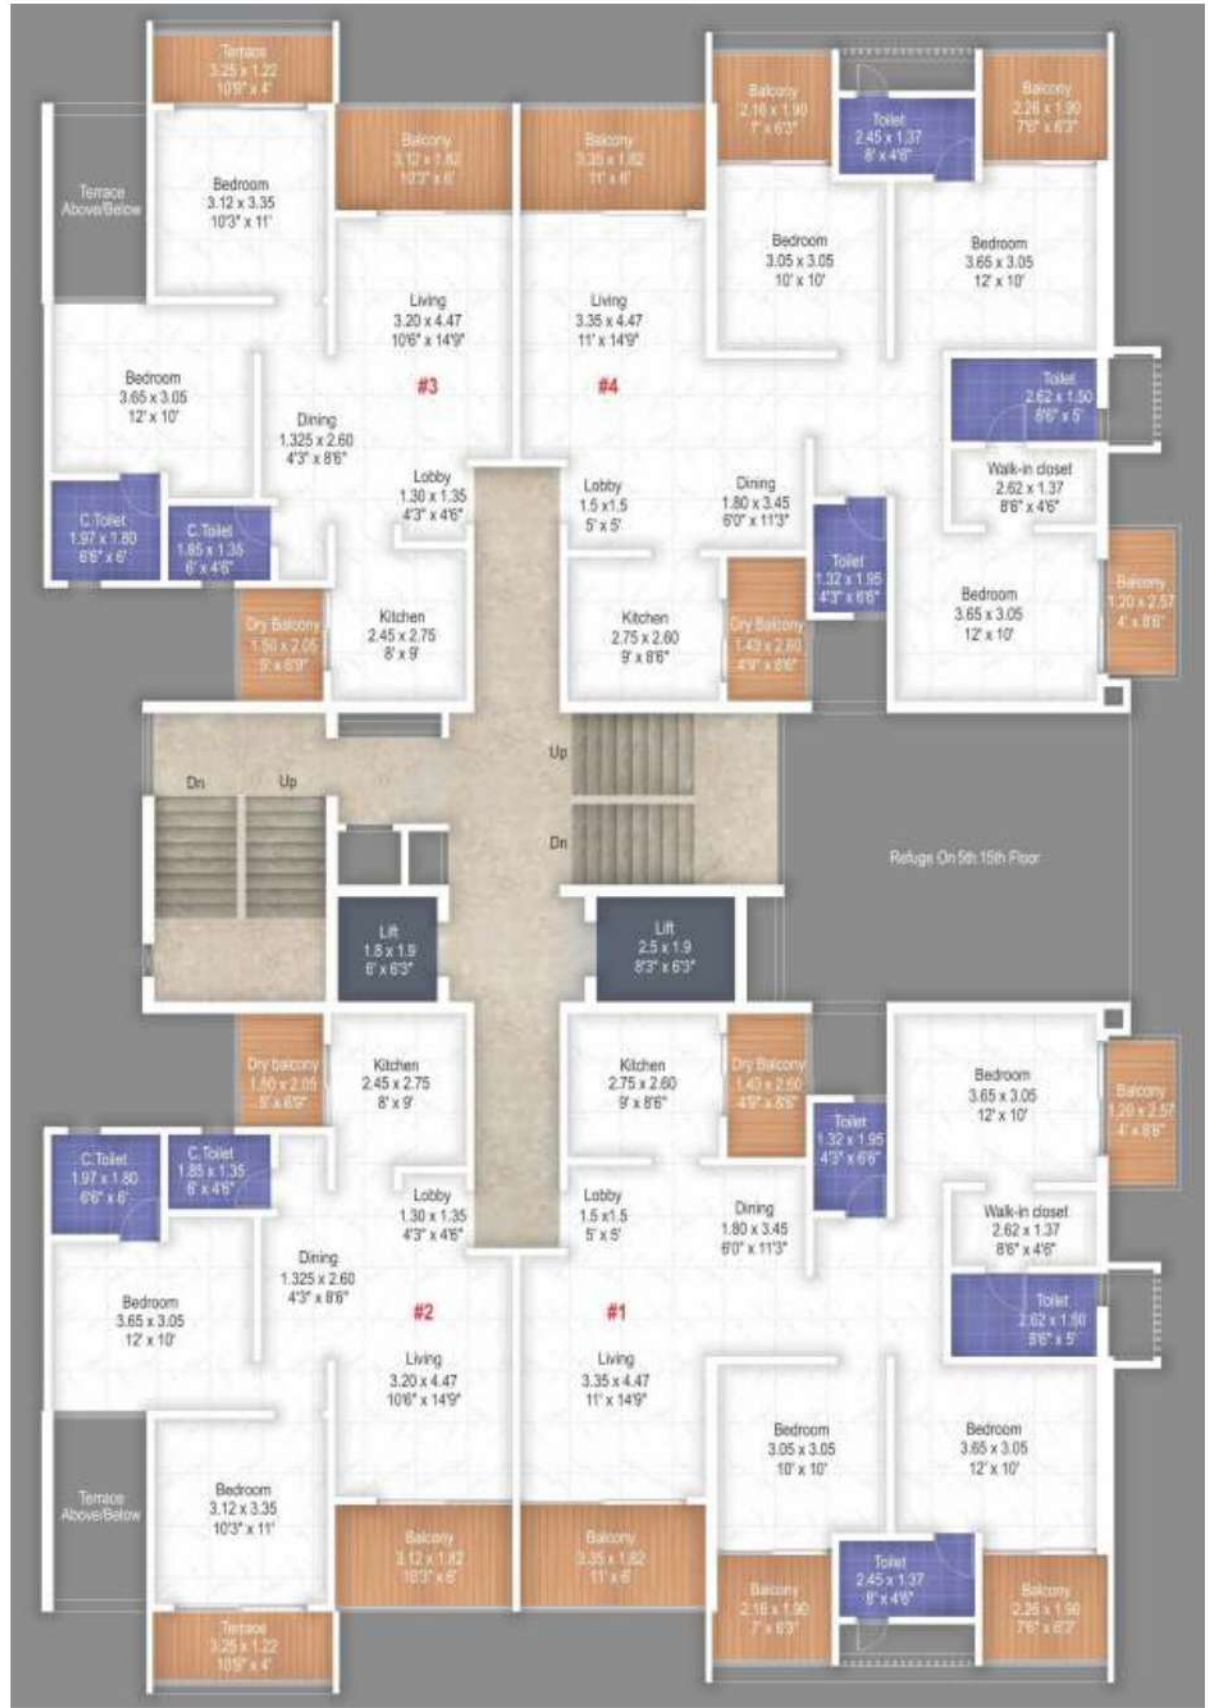 Terrace
3.25 x 1.22
10'9" x 4'
Balcony
3.12 x 1.82
10'3" x 6'
Balcony
3.35 x 1.82
11' x 6'
Balcony
2.16 x 1.90
7' x 6'3"
Toilet
2.45 x 1.37
8' x 4'6"
Balcony
2.26 x 1.90
7'6" x 6'3"
Terrace
Above/Below
Bedroom
3.12 x 3.35
10'3" x 11'
Bedroom
3.05 x 3.05
10' x 10'
Bedroom
3.65 x 3.05
12' x 10'
Living
3.20 x 4.47
10'6" x 14'9"
#3
Living
3.35 x 4.47
11' x 14'9"
#4
Bedroom
3.65 x 3.05
12' x 10'
Dining
1.325 x 2.60
4'3" x 8'6"
Toilet
2.62 x 1.50
8'6" x 5'
Lobby
1.30 x 1.35
4'3" x 4'6"
Lobby
1.5 x1.5
5' x 5'
Dining
1.80 x 3.45
6'0" x 11'3"
Walk-in closet
2.62 x 1.37
8'6" x 4'6"
C.Toilet
1.97 x 1.80
6'6" x 6'
C.Toilet
1.85 x 1.35
6' x 4'6"
Toilet
1.32 x 1.95
4'3" x 6'6"
Dry Balcony
1.50 x 2.05
5' x 6'9"
Kitchen
2.45 x 2.75
8' x 9'
Kitchen
2.75 x 2.60
9' x 8'6"
Dry Balcony
1.49 x 2.60
4'9" x 8'6"
Bedroom
3.65 x 3.05
12' x 10'
Balcony
1.20 x 2.57
4' x 8'6"
Dn
Up
Up
Dn
Refuge On 5th 15th Floor
Lift
1.8 x 1.9
6' x 6'3"
Lift
2.5 x 1.9
8'3" x 6'3"
Dry balcony
1.50 x 2.05
5' x 6'9"
Kitchen
2.45 x 2.75
8' x 9'
Kitchen
2.75 x 2.60
9' x 8'6"
Dry Balcony
1.40 x 2.60
4'9" x 8'6"
Bedroom
3.65 x 3.05
12' x 10'
Balcony
1.20 x 2.57
4' x 8'6"
C.Toilet
1.97 x 1.80
6'6" x 6'
C.Toilet
1.85 x 1.35
6' x 4'6"
Toilet
1.32 x 1.95
4'3" x 6'6"
Lobby
1.30 x 1.35
4'3" x 4'6"
Lobby
1.5 x1.5
5' x 5'
Dining
1.80 x 3.45
6'0" x 11'3"
Walk-in closet
2.62 x 1.37
8'6" x 4'6"
Dining
1.325 x 2.60
4'3" x 8'6"
Bedroom
3.65 x 3.05
12' x 10'
#2
#1
Toilet
2.62 x 1.50
8'6" x 5'
Living
3.20 x 4.47
10'6" x 14'9"
Living
3.35 x 4.47
11' x 14'9"
Bedroom
3.05 x 3.05
10' x 10'
Bedroom
3.65 x 3.05
12' x 10'
Terrace
Above/Below
Bedroom
3.12 x 3.35
10'3" x 11'
Balcony
3.12 x 1.82
10'3" x 6'
Balcony
3.35 x 1.82
11' x 6'
Balcony
2.16 x 1.90
7' x 6'3"
Toilet
2.45 x 1.37
8' x 4'6"
Balcony
2.26 x 1.90
7'6" x 6'3"
Terrace
3.25 x 1.22
10'9" x 4'